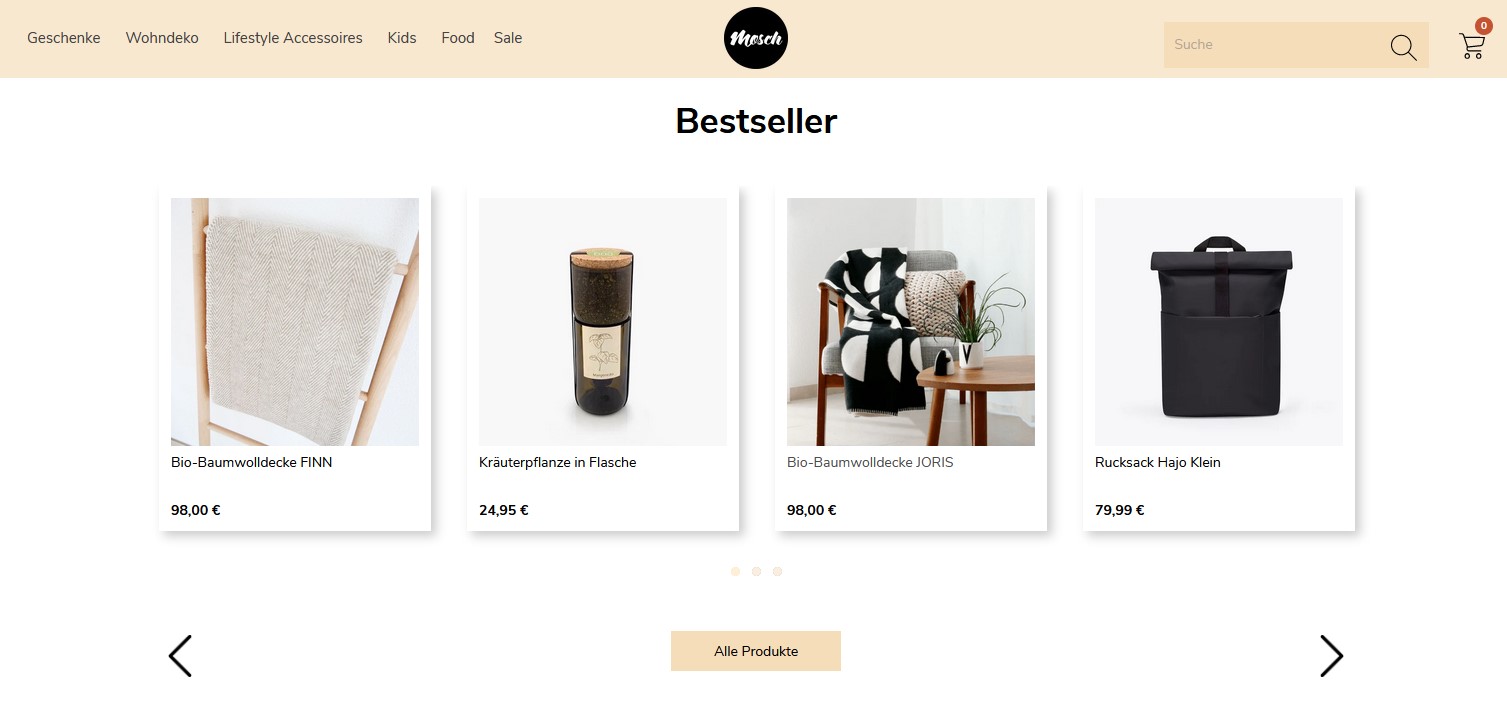 Geschenke Wohndeko Lifestyle Accessoires Kids Food Sale
Mosch
Suche
0
Bestseller
Bio-Baumwolldecke FINN
98,00 €
Kräuterpflanze in Flasche
24,95 €
Bio-Baumwolldecke JORIS
98,00 €
Rucksack Hajo Klein
79,99 €
Alle Produkte